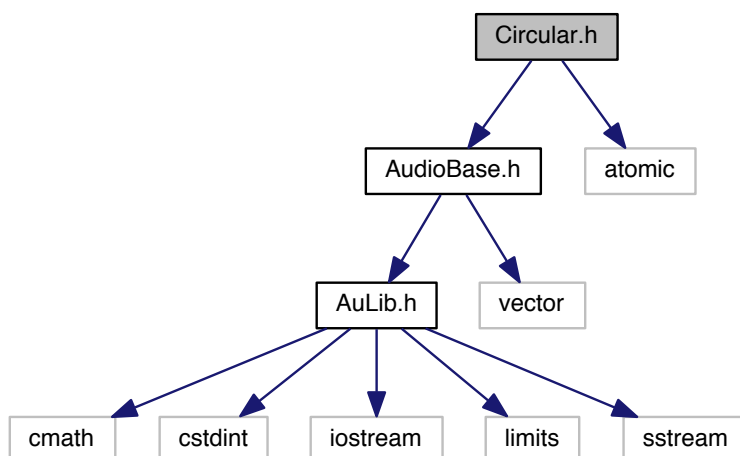 Circular.h
AudioBase.h
atomic
AuLib.h
vector
cmath
cstdint
iostream
limits
sstream